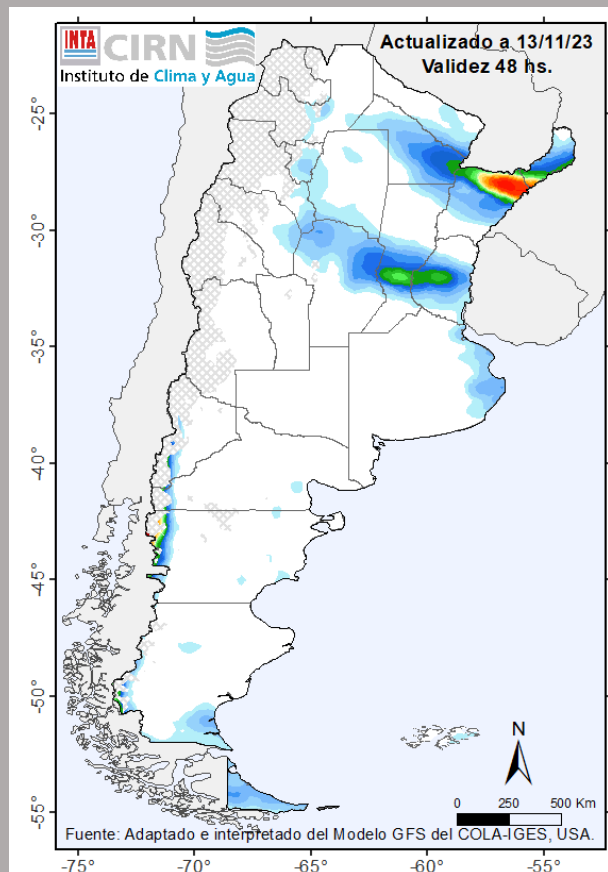 INTA CIRN
Instituto de Clima y Agua
Actualizado a 13/11/23
Validez 48 hs.
-25°
-30°
-35°
-40°
-45°
-50°
-55°
N
0 250 500 Km
Fuente: Adaptado e interpretado del Modelo GFS del COLA-IGES, USA.
-75° -70° -65° -60° -55°